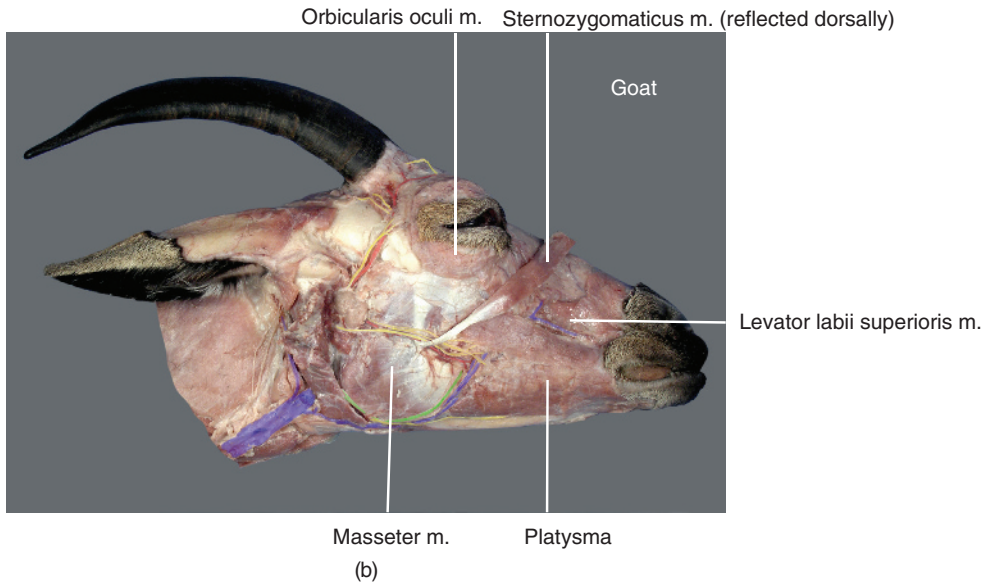 Orbicularis oculi m.
Sternozygomaticus m. (reflected dorsally)
Goat
Levator labii superioris m.
Masseter m.
Platysma
(b)